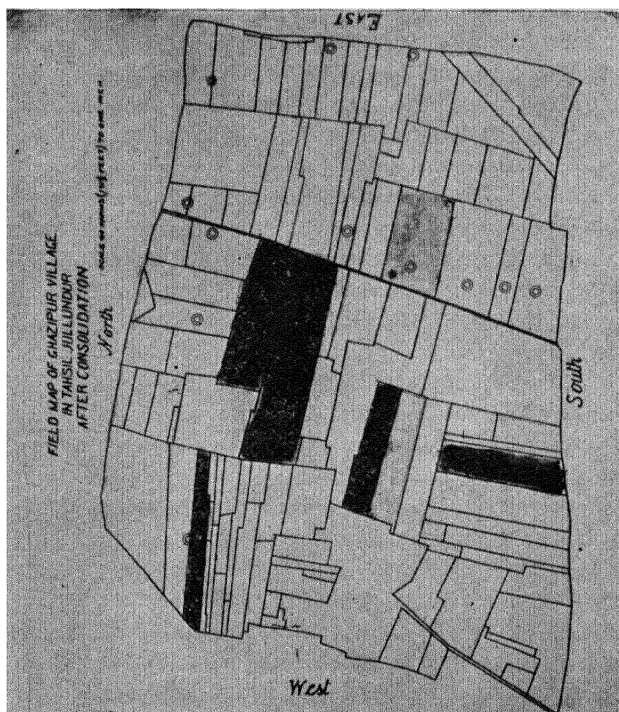 EAST
FIELD MAP OF GHAZIPUR VILLAGE
IN TAHSIL JULLUNDUR
AFTER CONSOLIDATION
North
South
West